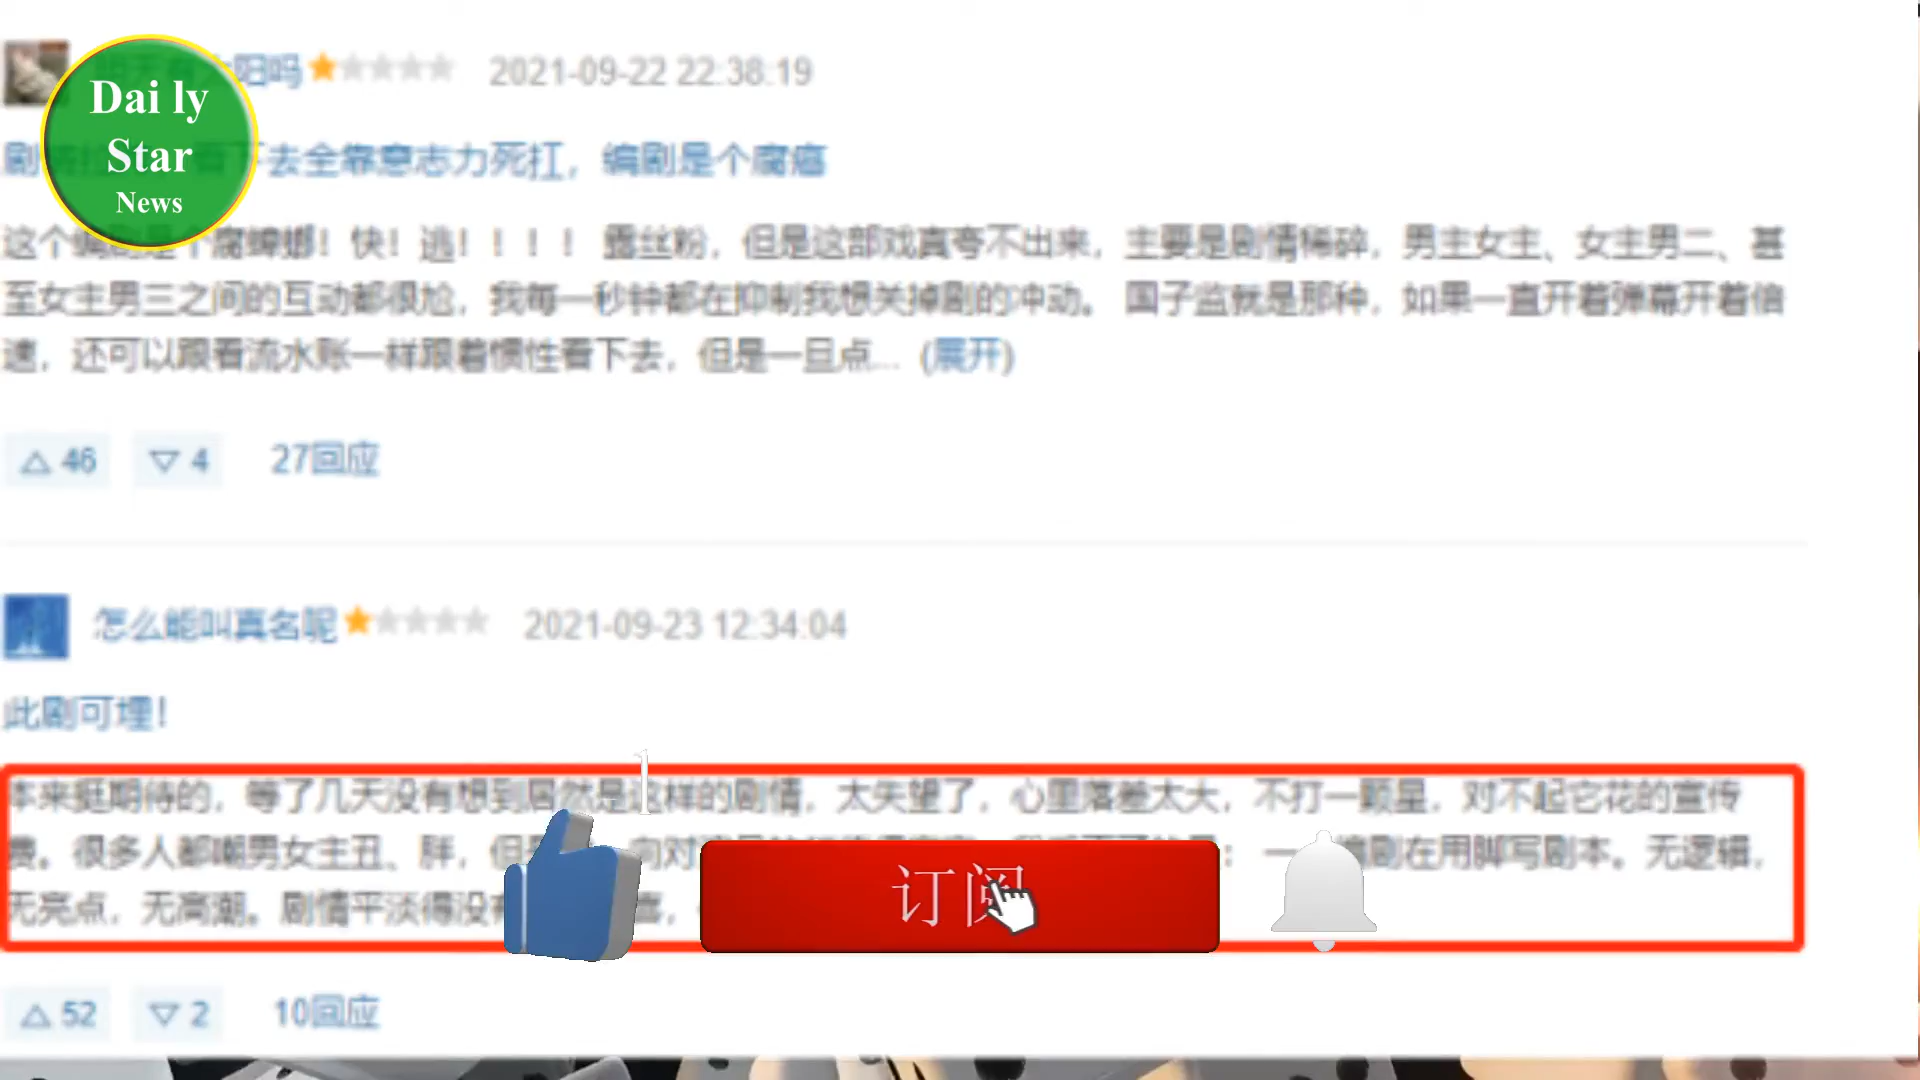 Dai ly
Star
News
阳吗 2021-09-22 22:38:19
剧 下去全靠意志力死扛，编剧是个腐癌
这个编剧是个腐蟑螂！快！逃！！！！ 露丝粉，但是这部戏真夸不出来，主要是剧情稀碎，男主女主、女主男二、甚
至女主男三之间的互动都很尬，我每一秒钟都在抑制我想关掉剧的冲动。 国子监就是那种，如果一直开着弹幕开着倍
速，还可以跟看流水账一样跟着惯性看下去，但是一旦点... (展开)
△ 46 ▽ 4 27回应
怎么能叫真名呢 2021-09-23 12:34:04
此剧可埋！
本来挺期待的，等了几天没有想到居然是这样的剧情，太失望了，心里落差太大，不打一颗星，对不起它花的宣传
费。很多人都嘲男女主丑、胖，但 向对 ：一 编剧在用脚写剧本。无逻辑，
无亮点，无高潮。剧情平淡得没有 喜，
订阅
△ 52 ▽ 2 10回应